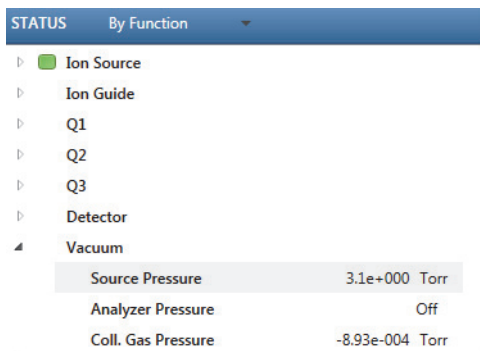 STATUS By Function
Ion Source
Ion Guide
Q1
Q2
Q3
Detector
Vacuum
Source Pressure 3.1e+000 Torr
Analyzer Pressure Off
Coll. Gas Pressure -8.93e-004 Torr